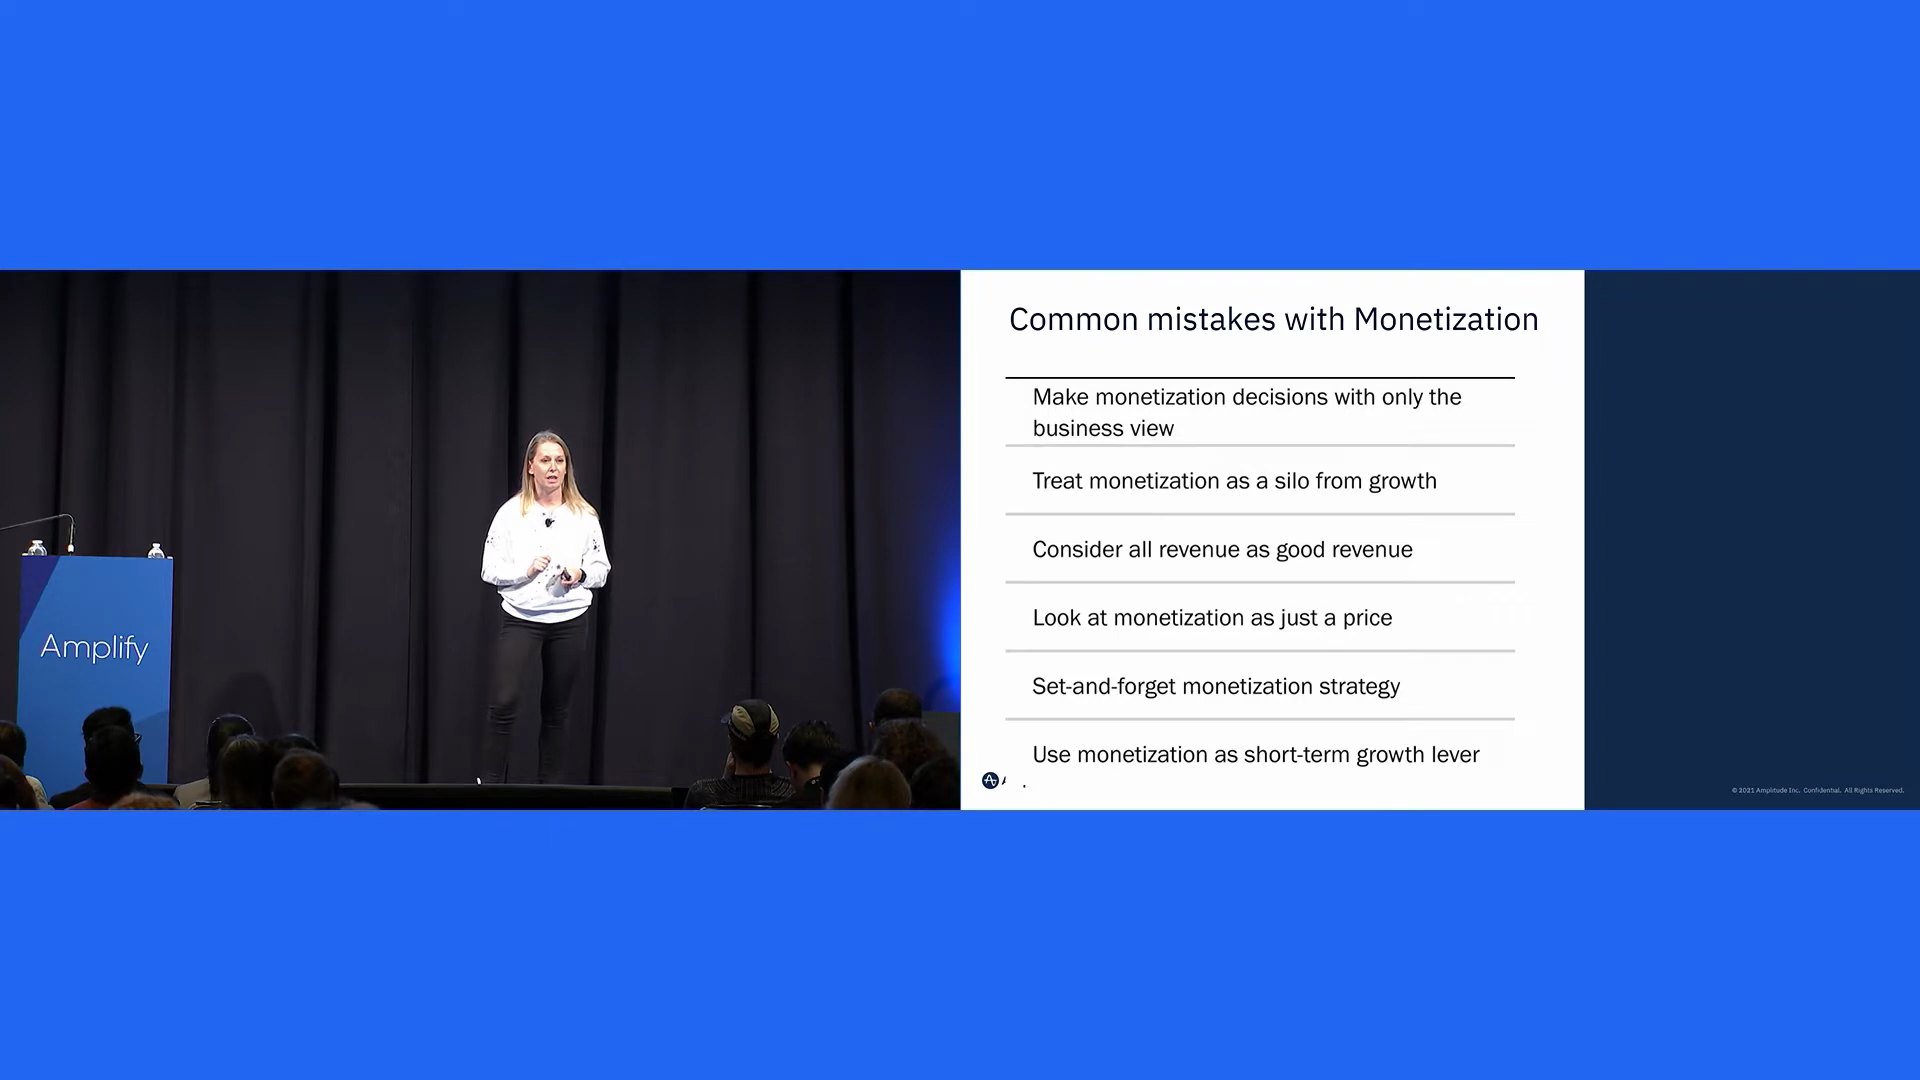 Amplify
Common mistakes with Monetization
Make monetization decisions with only the
business view
Treat monetization as a silo from growth
Consider all revenue as good revenue
Look at monetization as just a price
Set-and-forget monetization strategy
Use monetization as short-term growth lever
© 2021 Amplitude Inc. Confidential. All Rights Reserved.